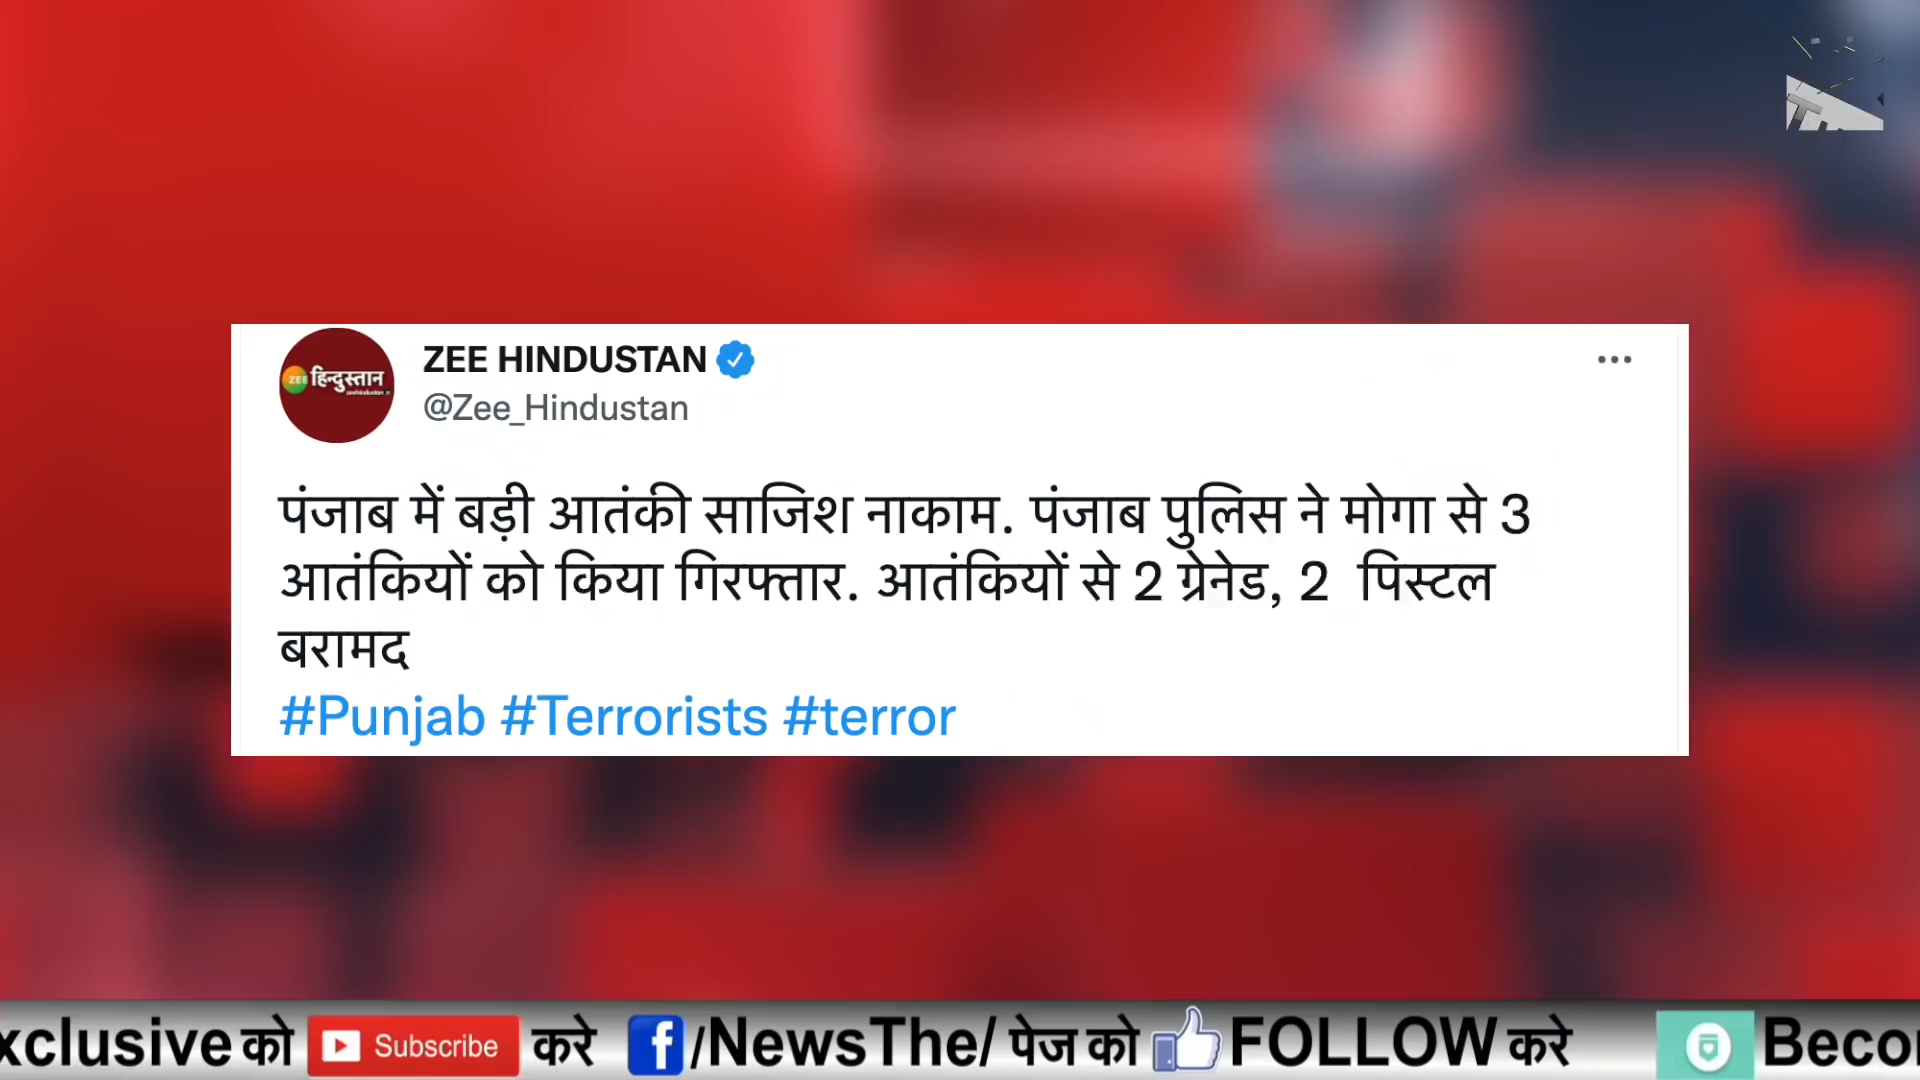 ZEE HINDUSTAN
@Zee_Hindustan
ZEE हिन्दुस्तान
पंजाब में बड़ी आतंकी साजिश नाकाम. पंजाब पुलिस ने मोगा से 3
आतंकियों को किया गिरफ्तार. आतंकियों से 2 ग्रेनेड, 2 पिस्टल
बरामद
#Punjab #Terrorists #terror
xclusive को Subscribe करे f/NewsThe/ पेज को FOLLOW करे Beco